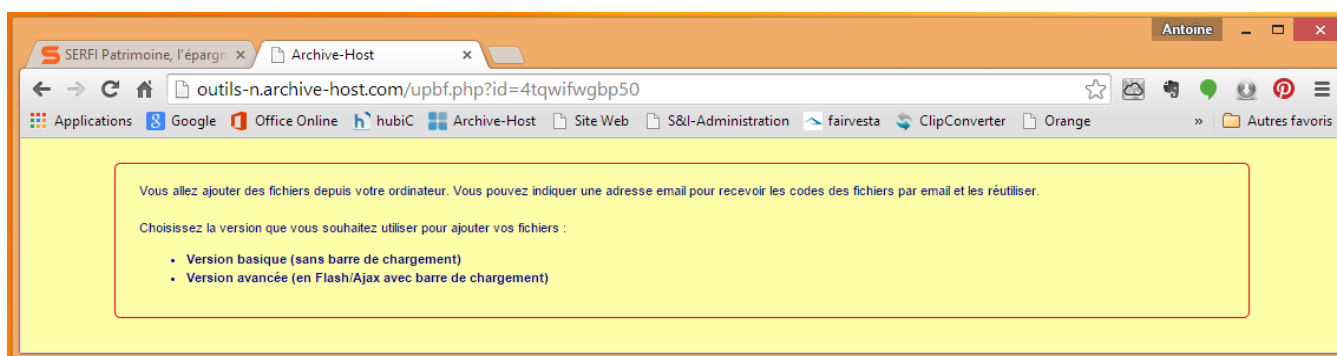 Antoine
SERFI Patrimoine, l'épargn
Archive-Host
outils-n.archive-host.com/upbf.php?id=4tqwifwgbp50
Applications Google Office Online hubiC Archive-Host Site Web S&I-Administration fairvesta ClipConverter Orange » Autres favoris
Vous allez ajouter des fichiers depuis votre ordinateur. Vous pouvez indiquer une adresse email pour recevoir les codes des fichiers par email et les réutiliser.
Choisissez la version que vous souhaitez utiliser pour ajouter vos fichiers :
• Version basique (sans barre de chargement)
• Version avancée (en Flash/Ajax avec barre de chargement)